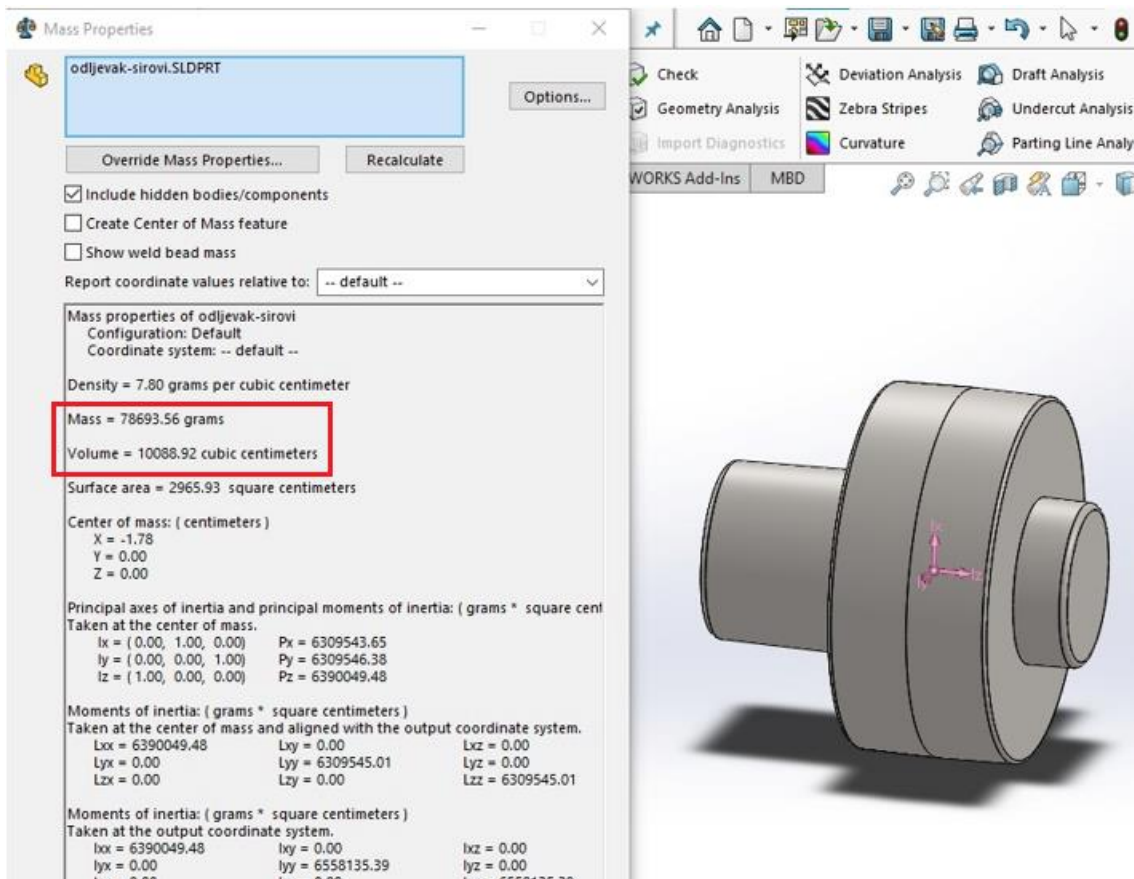 Mass Properties
odljevak-sirovi.SLDPRT
Options...
Override Mass Properties...
Recalculate
Include hidden bodies/components
Create Center of Mass feature
Show weld bead mass
Report coordinate values relative to: -- default --
Mass properties of odljevak-sirovi
Configuration: Default
Coordinate system: -- default --
Density = 7.80 grams per cubic centimeter
Mass = 78693.56 grams
Volume = 10088.92 cubic centimeters
Surface area = 2965.93 square centimeters
Center of mass: ( centimeters )
X = -1.78
Y = 0.00
Z = 0.00
Principal axes of inertia and principal moments of inertia: ( grams * square cent
Taken at the center of mass.
Ix = ( 0.00, 1.00, 0.00) Px = 6309543.65
Iy = ( 0.00, 0.00, 1.00) Py = 6309546.38
Iz = ( 1.00, 0.00, 0.00) Pz = 6390049.48
Moments of inertia: ( grams * square centimeters )
Taken at the center of mass and aligned with the output coordinate system.
Lxx = 6390049.48 Lxy = 0.00 Lxz = 0.00
Lyx = 0.00 Lyy = 6309545.01 Lyz = 0.00
Lzx = 0.00 Lzy = 0.00 Lzz = 6309545.01
Moments of inertia: ( grams * square centimeters )
Taken at the output coordinate system.
Ixx = 6390049.48 Ixy = 0.00 Ixz = 0.00
Iyx = 0.00 Iyy = 6558135.39 Iyz = 0.00
Check
Deviation Analysis
Draft Analysis
Geometry Analysis
Zebra Stripes
Undercut Analysis
Import Diagnostics
Curvature
Parting Line Analy
WORKS Add-Ins
MBD
Ix
Iz